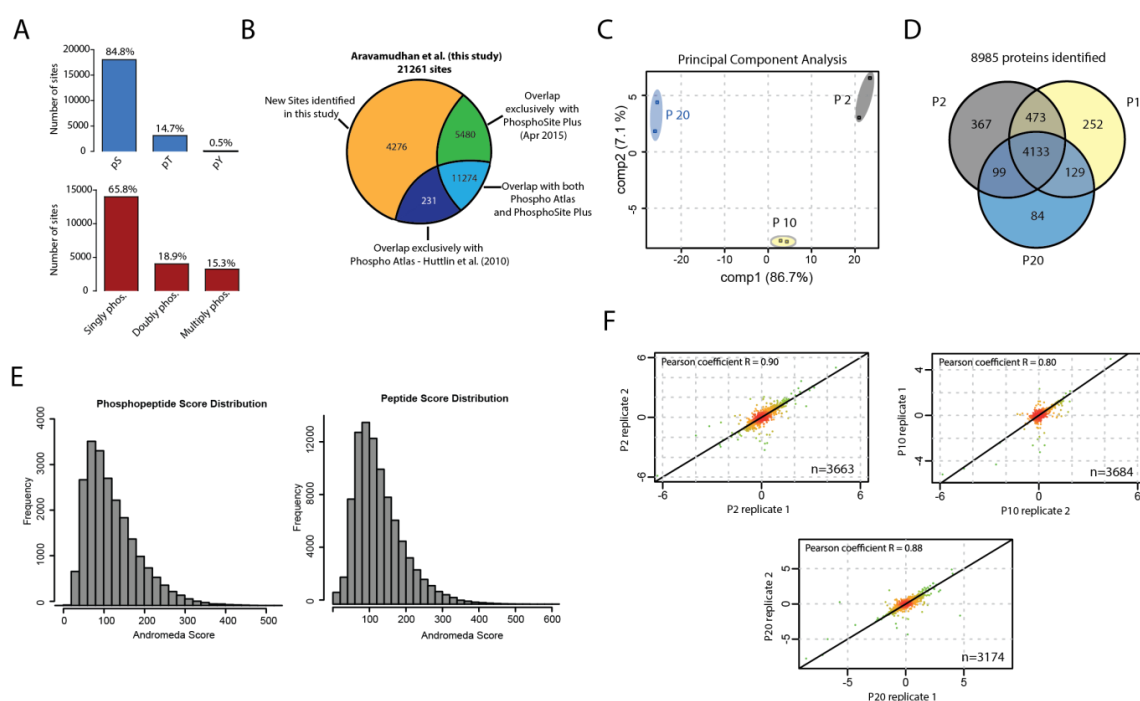 A
20000
15000
10000
5000
0
Number of sites
84.8%
14.7%
0.5%
pS
pT
pY
15000
10000
5000
0
Number of sites
65.8%
18.9%
15.3%
Singly phos.
Doubly phos.
Multiply phos.
B
Aravamudhan et al. (this study)
21261 sites
New Sites identified
in this study
Overlap
exclusively with
PhosphoSite Plus
(Apr 2015)
4276
5480
11274
231
Overlap with both
Phospho Atlas
and PhosphoSite Plus
Overlap exclusively with
Phospho Atlas - Huttlin et al. (2010)
C
Principal Component Analysis
comp2 (7.1 %)
5
0
-5
P 20
P 2
P 10
-20
-10
0
10
20
comp1 (86.7%)
D
8985 proteins identified
P2
P1
367
473
252
4133
99
129
84
P20
E
Phosphopeptide Score Distribution
Frequency
4000
3000
2000
1000
0
0
100
200
300
400
500
Andromeda Score
Peptide Score Distribution
Frequency
12000
8000
4000
0
0
100
200
300
400
500
600
Andromeda Score
F
Pearson coefficient R = 0.90
P2 replicate 2
6
2
-2
-6
n=3663
-6
-2
0
2
6
P2 replicate 1
Pearson coefficient R = 0.80
P10 replicate 1
4
0
-4
n=3684
-6
0
6
P10 replicate 2
Pearson coefficient R = 0.88
P20 replicate 2
5
0
-5
n=3174
-5
0
5
P20 replicate 1